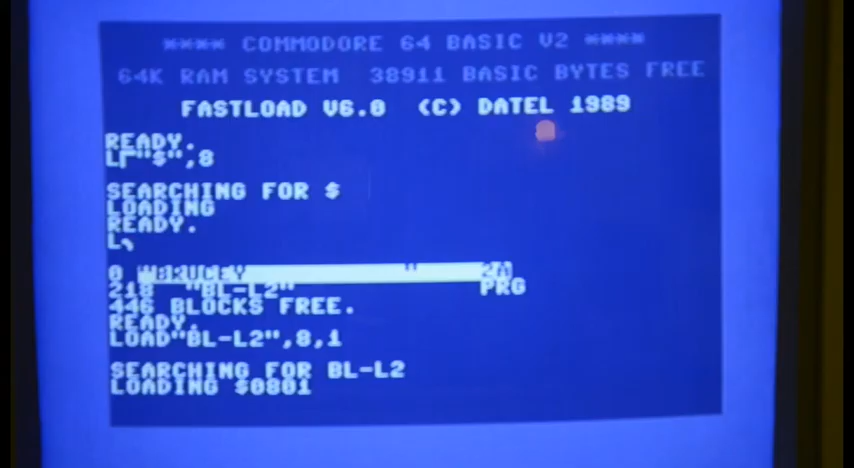 **** COMMODORE 64 BASIC V2 ****
64K RAM SYSTEM 38911 BASIC BYTES FREE
FASTLOAD V6.0 (C) DATEL 1989
READY.
L┌"$",8
SEARCHING FOR $
LOADING
READY.
L
0 "BRUCEY " 2A
218 "BL-L2" PRG
446 BLOCKS FREE.
READY.
LOAD"BL-L2",8,1
SEARCHING FOR BL-L2
LOADING $0801